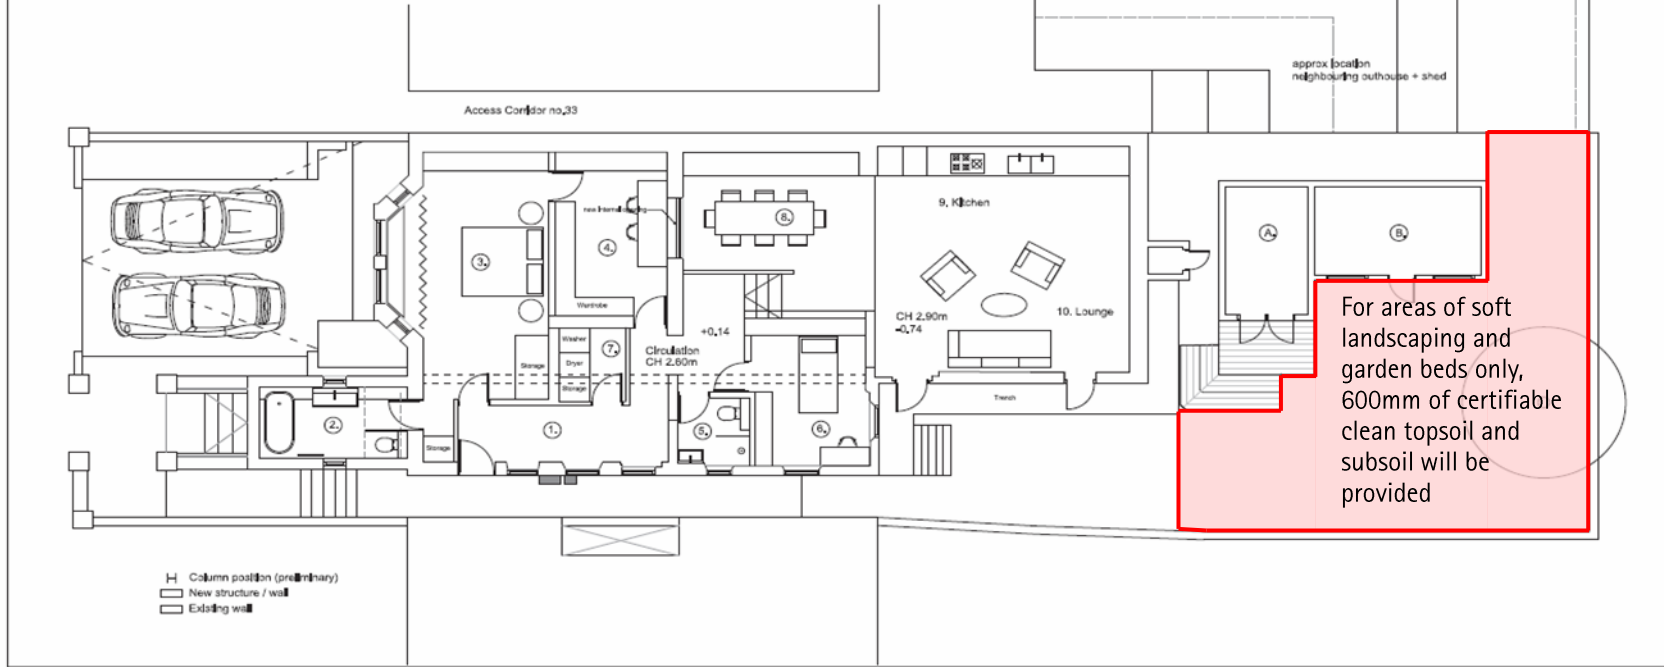 approx location
neighbouring outhouse + shed
Access Corridor no.33
new internal opening
9. Kitchen
8.
A.
B.
3.
4.
Wardrobe
CH 2.90m
-0.74
10. Lounge
+0.14
Washer
7.
Circulation
CH 2.60m
Storage
Dryer
Storage
Trench
2.
1.
5.
6.
Storage
For areas of soft
landscaping and
garden beds only,
600mm of certifiable
clean topsoil and
subsoil will be
provided
Column position (preliminary)
New structure / wall
Existing wall